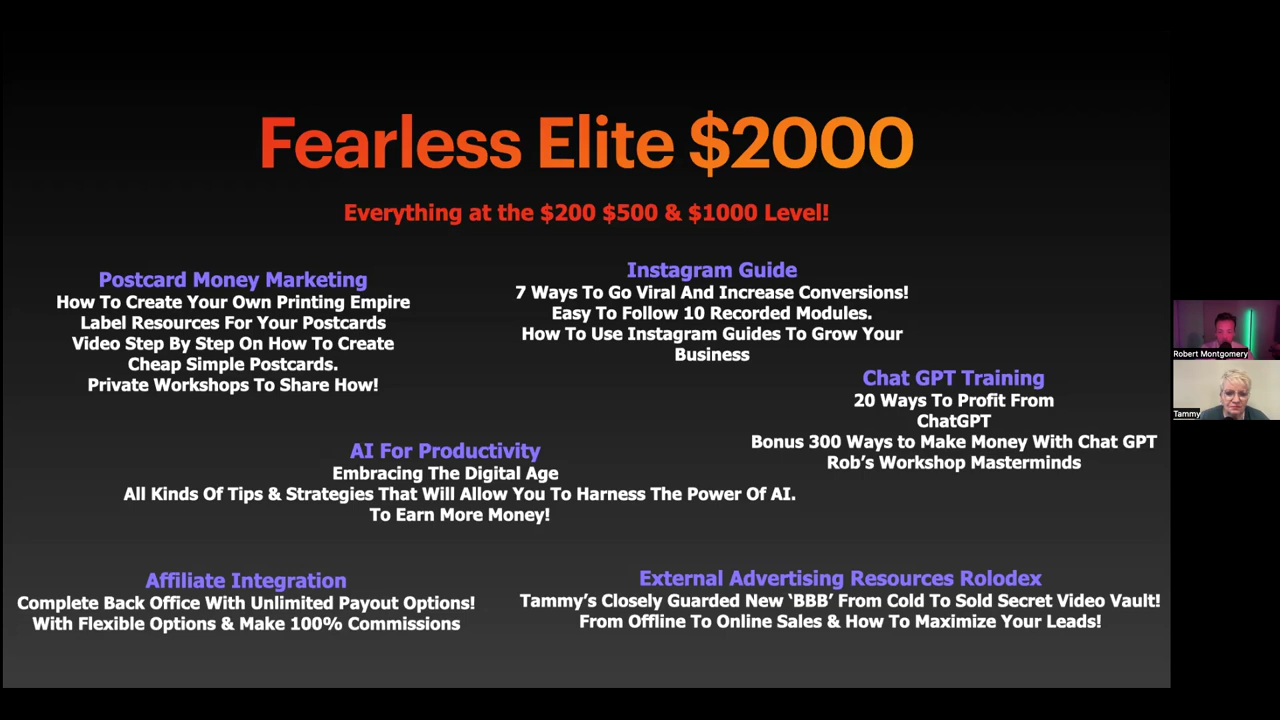 Fearless Elite $2000
Everything at the $200 $500 & $1000 Level!
Postcard Money Marketing
How To Create Your Own Printing Empire
Label Resources For Your Postcards
Video Step By Step On How To Create
Cheap Simple Postcards.
Private Workshops To Share How!
Instagram Guide
7 Ways To Go Viral And Increase Conversions!
Easy To Follow 10 Recorded Modules.
How To Use Instagram Guides To Grow Your
Business
Chat GPT Training
20 Ways To Profit From
ChatGPT
Bonus 300 Ways to Make Money With Chat GPT
Rob's Workshop Masterminds
AI For Productivity
Embracing The Digital Age
All Kinds Of Tips & Strategies That Will Allow You To Harness The Power Of AI.
To Earn More Money!
Affiliate Integration
Complete Back Office With Unlimited Payout Options!
With Flexible Options & Make 100% Commissions
External Advertising Resources Rolodex
Tammy's Closely Guarded New ‘BBB’ From Cold To Sold Secret Video Vault!
From Offline To Online Sales & How To Maximize Your Leads!
Robert Montgomery
Tammy